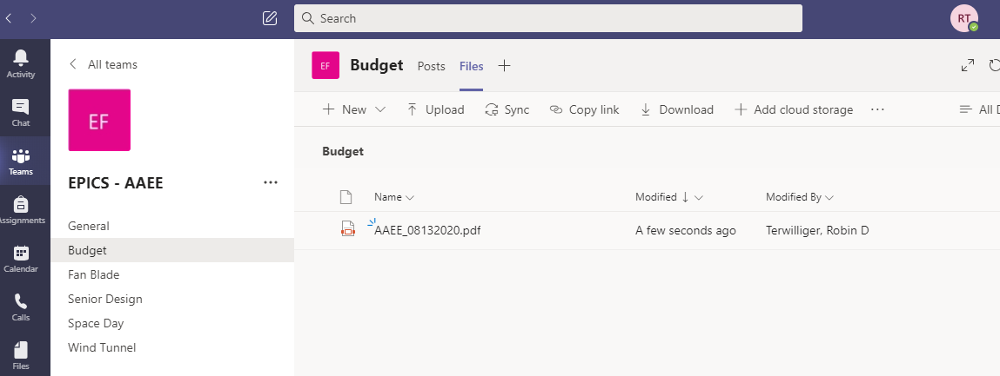 Search
RT
Activity
Chat
Teams
Assignments
Calendar
Calls
Files
All teams
EF
EPICS - AAEE
General
Budget
Fan Blade
Senior Design
Space Day
Wind Tunnel
EF Budget Posts Files
New Upload Sync Copy link Download Add cloud storage All D
Budget
Name Modified Modified By
AAEE_08132020.pdf A few seconds ago Terwilliger, Robin D